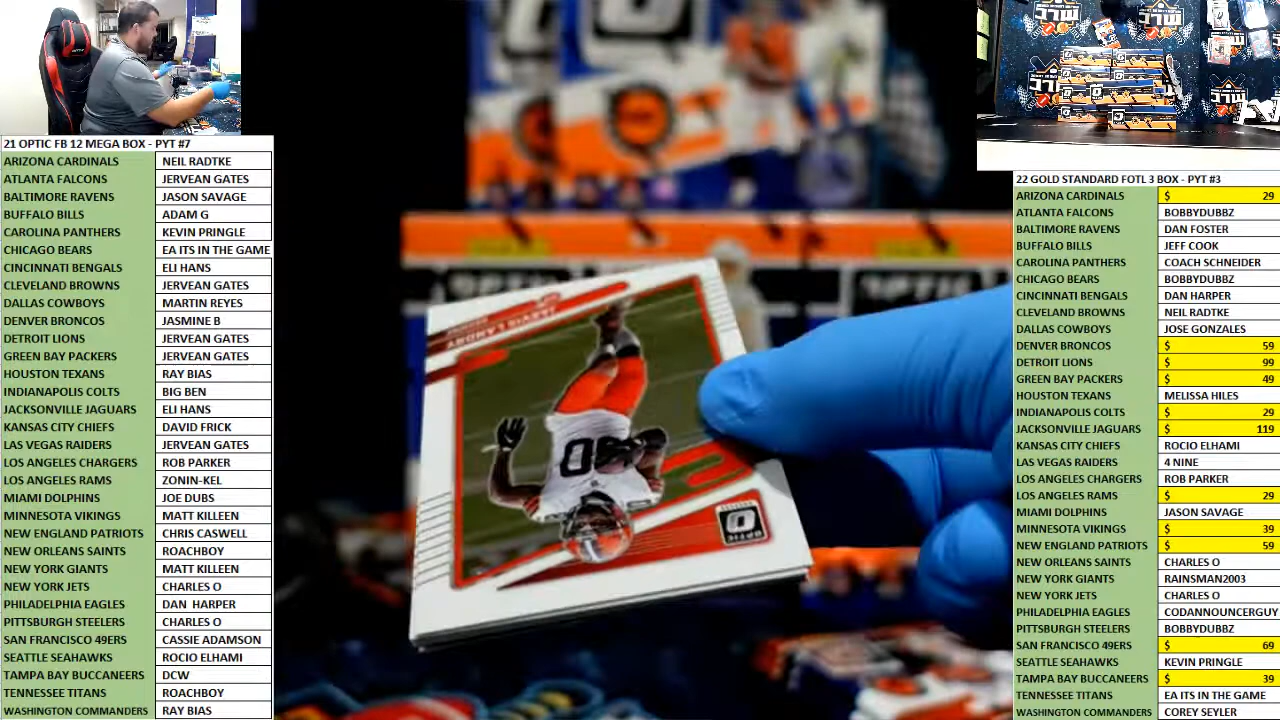 21 OPTIC FB 12 MEGA BOX - PYT #7
ARIZONA CARDINALS NEIL RADTKE
ATLANTA FALCONS JERVEAN GATES
BALTIMORE RAVENS JASON SAVAGE
BUFFALO BILLS ADAM G
CAROLINA PANTHERS KEVIN PRINGLE
CHICAGO BEARS EA ITS IN THE GAME
CINCINNATI BENGALS ELI HANS
CLEVELAND BROWNS JERVEAN GATES
DALLAS COWBOYS MARTIN REYES
DENVER BRONCOS JASMINE B
DETROIT LIONS JERVEAN GATES
GREEN BAY PACKERS JERVEAN GATES
HOUSTON TEXANS RAY BIAS
INDIANAPOLIS COLTS BIG BEN
JACKSONVILLE JAGUARS ELI HANS
KANSAS CITY CHIEFS DAVID FRICK
LAS VEGAS RAIDERS JERVEAN GATES
LOS ANGELES CHARGERS ROB PARKER
LOS ANGELES RAMS ZONIN-KEL
MIAMI DOLPHINS JOE DUBS
MINNESOTA VIKINGS MATT KILLEEN
NEW ENGLAND PATRIOTS CHRIS CASWELL
NEW ORLEANS SAINTS ROACHBOY
NEW YORK GIANTS MATT KILLEEN
NEW YORK JETS CHARLES O
PHILADELPHIA EAGLES DAN HARPER
PITTSBURGH STEELERS CHARLES O
SAN FRANCISCO 49ERS CASSIE ADAMSON
SEATTLE SEAHAWKS ROCIO ELHAMI
TAMPA BAY BUCCANEERS DCW
TENNESSEE TITANS ROACHBOY
WASHINGTON COMMANDERS RAY BIAS
22 GOLD STANDARD FOTL 3 BOX - PYT #3
ARIZONA CARDINALS $ 29
ATLANTA FALCONS BOBBYDUBBZ
BALTIMORE RAVENS DAN FOSTER
BUFFALO BILLS JEFF COOK
CAROLINA PANTHERS COACH SCHNEIDER
CHICAGO BEARS BOBBYDUBBZ
CINCINNATI BENGALS DAN HARPER
CLEVELAND BROWNS NEIL RADTKE
DALLAS COWBOYS JOSE GONZALES
DENVER BRONCOS $ 59
DETROIT LIONS $ 99
GREEN BAY PACKERS $ 49
HOUSTON TEXANS MELISSA HILES
INDIANAPOLIS COLTS $ 29
JACKSONVILLE JAGUARS $ 119
KANSAS CITY CHIEFS ROCIO ELHAMI
LAS VEGAS RAIDERS 4 NINE
LOS ANGELES CHARGERS ROB PARKER
LOS ANGELES RAMS $ 29
MIAMI DOLPHINS JASON SAVAGE
MINNESOTA VIKINGS $ 39
NEW ENGLAND PATRIOTS $ 59
NEW ORLEANS SAINTS CHARLES O
NEW YORK GIANTS RAINSMAN2003
NEW YORK JETS CHARLES O
PHILADELPHIA EAGLES CODANNOUNCERGUY
PITTSBURGH STEELERS BOBBYDUBBZ
SAN FRANCISCO 49ERS $ 69
SEATTLE SEAHAWKS KEVIN PRINGLE
TAMPA BAY BUCCANEERS $ 39
TENNESSEE TITANS EA ITS IN THE GAME
WASHINGTON COMMANDERS COREY SEYLER